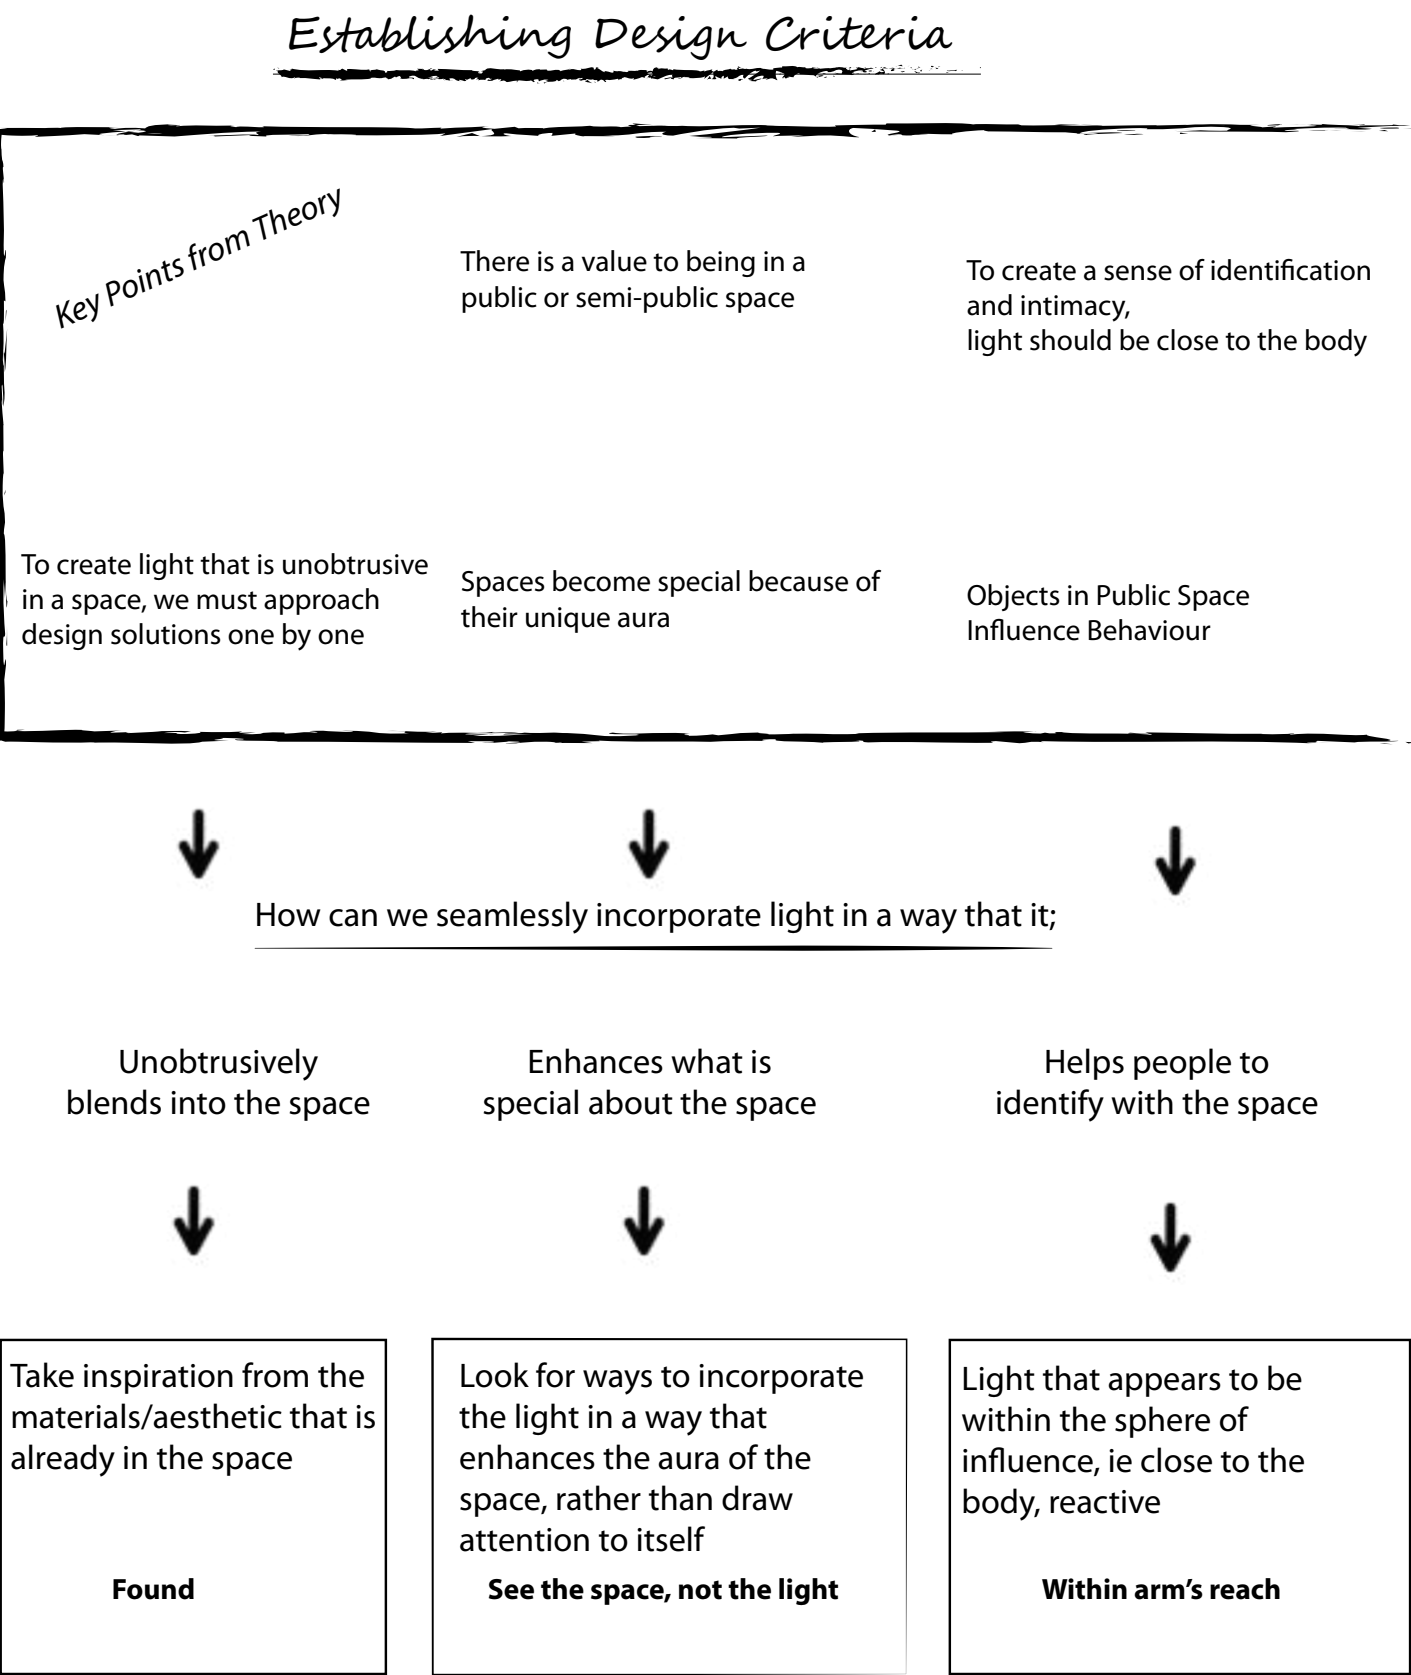 Establishing Design Criteria
Key Points from Theory
There is a value to being in a
public or semi-public space
To create a sense of identification
and intimacy,
light should be close to the body
To create light that is unobtrusive
in a space, we must approach
design solutions one by one
Spaces become special because of
their unique aura
Objects in Public Space
Influence Behaviour
How can we seamlessly incorporate light in a way that it;
Unobtrusively
blends into the space
Enhances what is
special about the space
Helps people to
identify with the space
Take inspiration from the
materials/aesthetic that is
already in the space
Found
Look for ways to incorporate
the light in a way that
enhances the aura of the
space, rather than draw
attention to itself
See the space, not the light
Light that appears to be
within the sphere of
influence, ie close to the
body, reactive
Within arm's reach